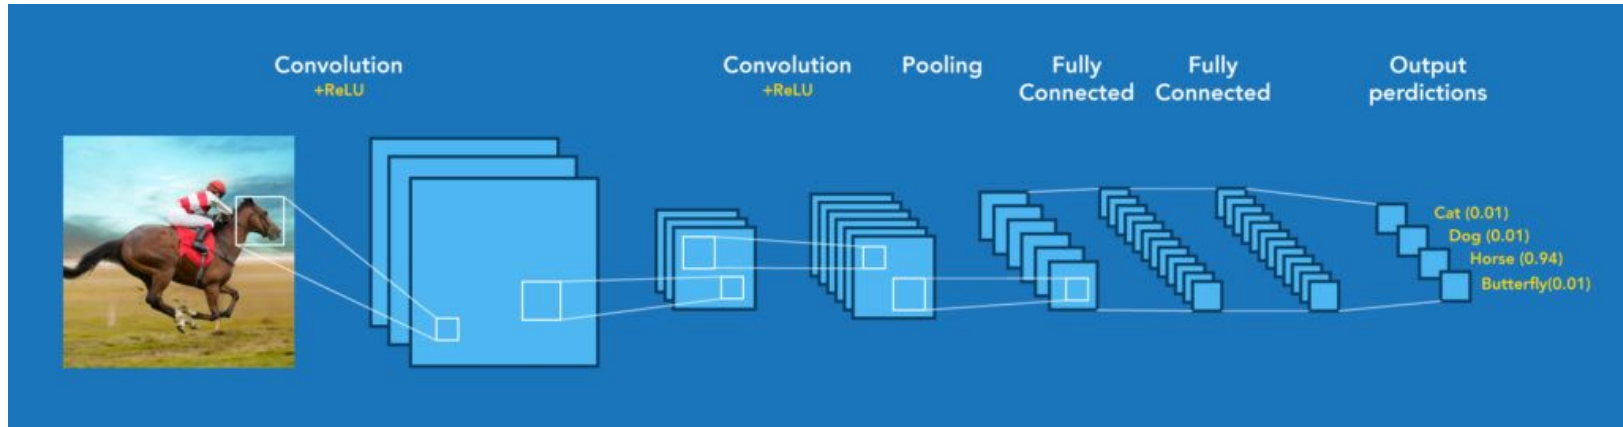 Convolution
+ReLU
Convolution
+ReLU
Pooling
Fully
Connected
Fully
Connected
Output
perdictions
Cat (0.01)
Dog (0.01)
Horse (0.94)
Butterfly(0.01)